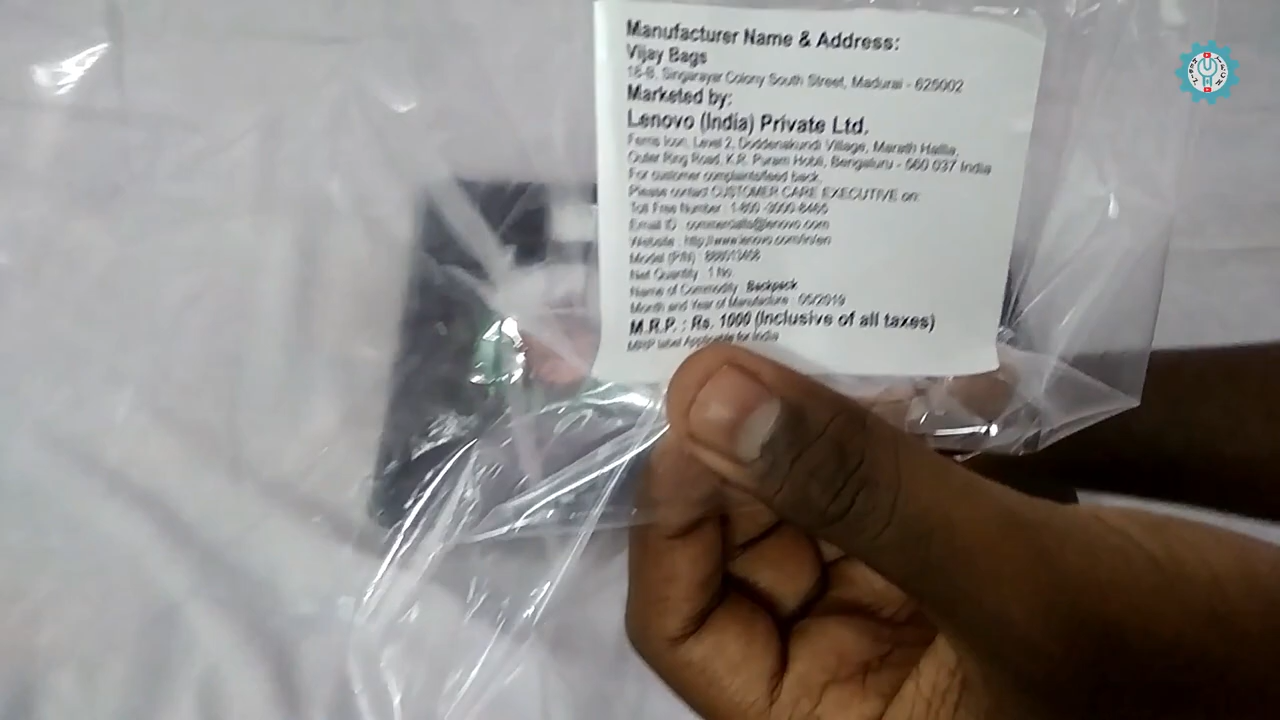 Manufacturer Name & Address:
Vijay Bags
18-B, Singarayar Colony South Street, Madurai - 625002
Marketed by:
Lenovo (India) Private Ltd.
Ferns Icon, Level 2, Doddenakundi Village, Marath Hallia,
Outer Ring Road, K.R. Puram Hobli, Bengaluru - 560 037 India
For customer complaints/feed back,
Please contact CUSTOMER CARE EXECUTIVE on:
Toll Free Number : 1-800 -3000-8465
Email ID : commercialts@lenovo.com
Website : http://www.lenovo.com/in/en
Model (P/N) :
Net Quantity : 1 No
Name of Commodity : Backpack
Month and Year of Manufacture : 05/2019
M.R.P. : Rs. 1000 (Inclusive of all taxes)
MRP label Applicable for India